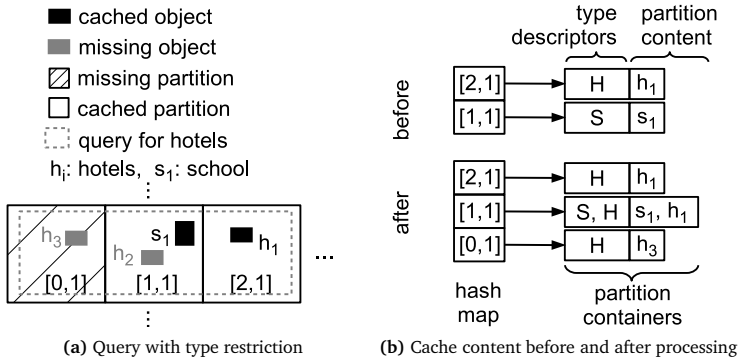 cached object
missing object
missing partition
cached partition
query for hotels
hᵢ: hotels, s₁: school
h₃
h₂
s₁
h₁
[0,1]
[1,1]
[2,1]
...
(a) Query with type restriction
type descriptors
partition content
before
[2,1] H h₁
[1,1] S s₁
after
[2,1] H h₁
[1,1] S, H s₁, h₁
[0,1] H h₃
hash map
partition containers
(b) Cache content before and after processing